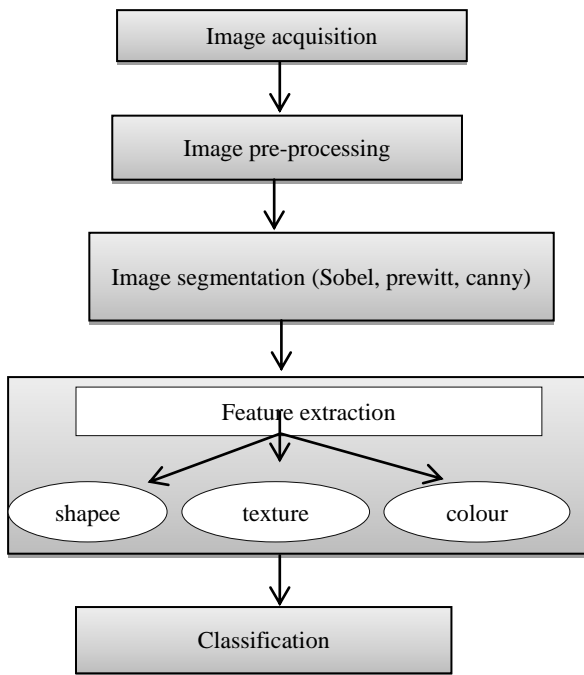 Image acquisition
Image pre-processing
Image segmentation (Sobel, prewitt, canny)
Feature extraction
shapee
texture
colour
Classification